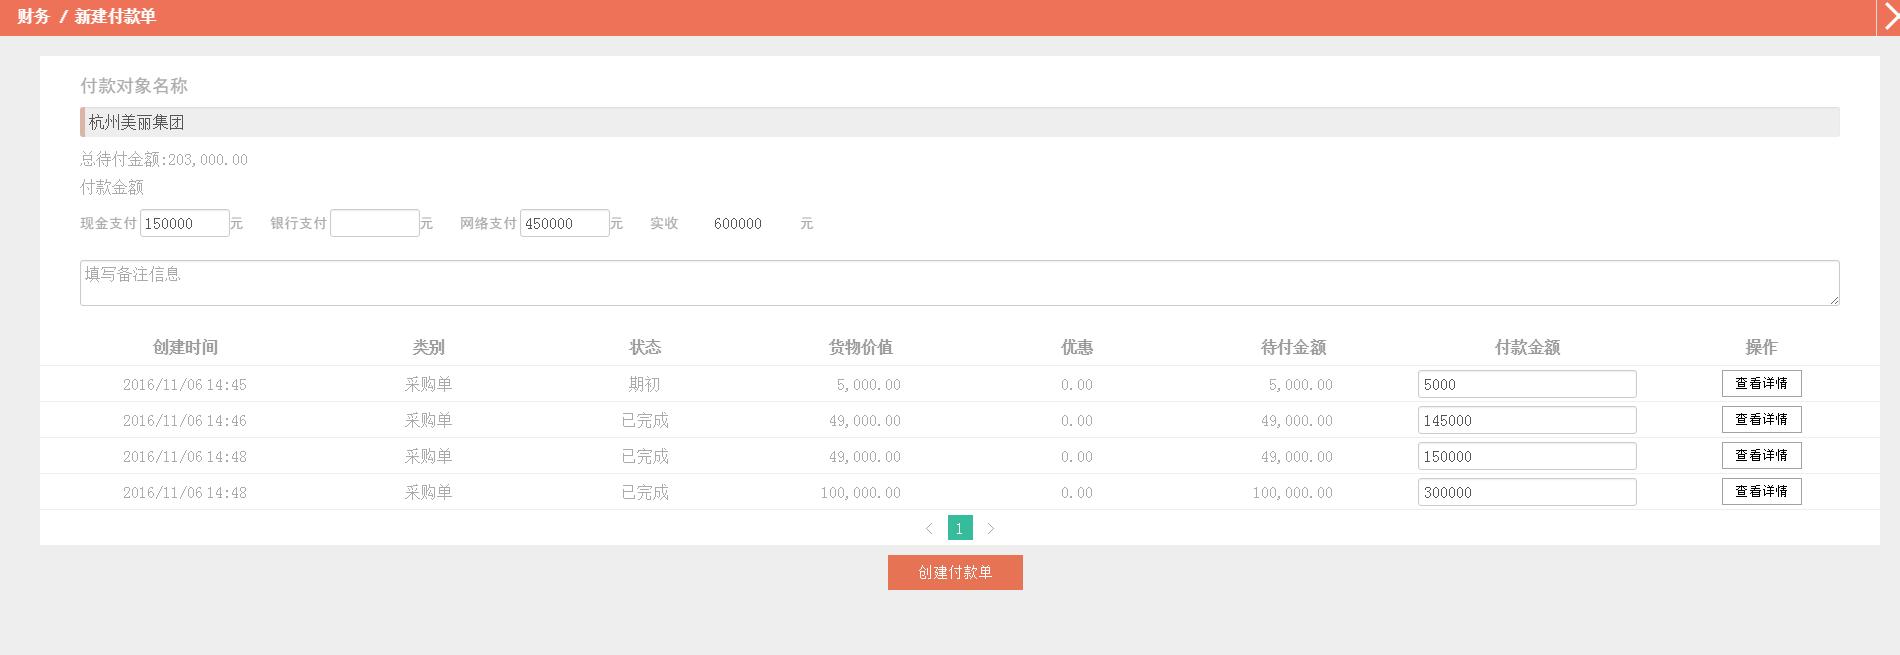 财务 / 新建付款单
付款对象名称
杭州美丽集团
总待付金额:203,000.00
付款金额
现金支付 150000 元 银行支付 元 网络支付 450000 元 实收 600000 元
填写备注信息
创建时间 类别 状态 货物价值 优惠 待付金额 付款金额 操作
2016/11/06 14:45 采购单 期初 5,000.00 0.00 5,000.00 5000 查看详情
2016/11/06 14:46 采购单 已完成 49,000.00 0.00 49,000.00 145000 查看详情
2016/11/06 14:48 采购单 已完成 49,000.00 0.00 49,000.00 150000 查看详情
2016/11/06 14:48 采购单 已完成 100,000.00 0.00 100,000.00 300000 查看详情
< 1 >
创建付款单